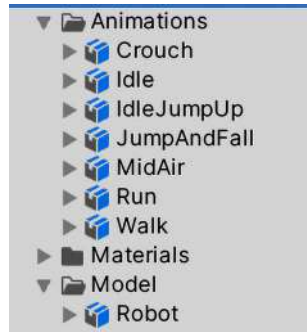 Animations
Crouch
Idle
IdleJumpUp
JumpAndFall
MidAir
Run
Walk
Materials
Model
Robot